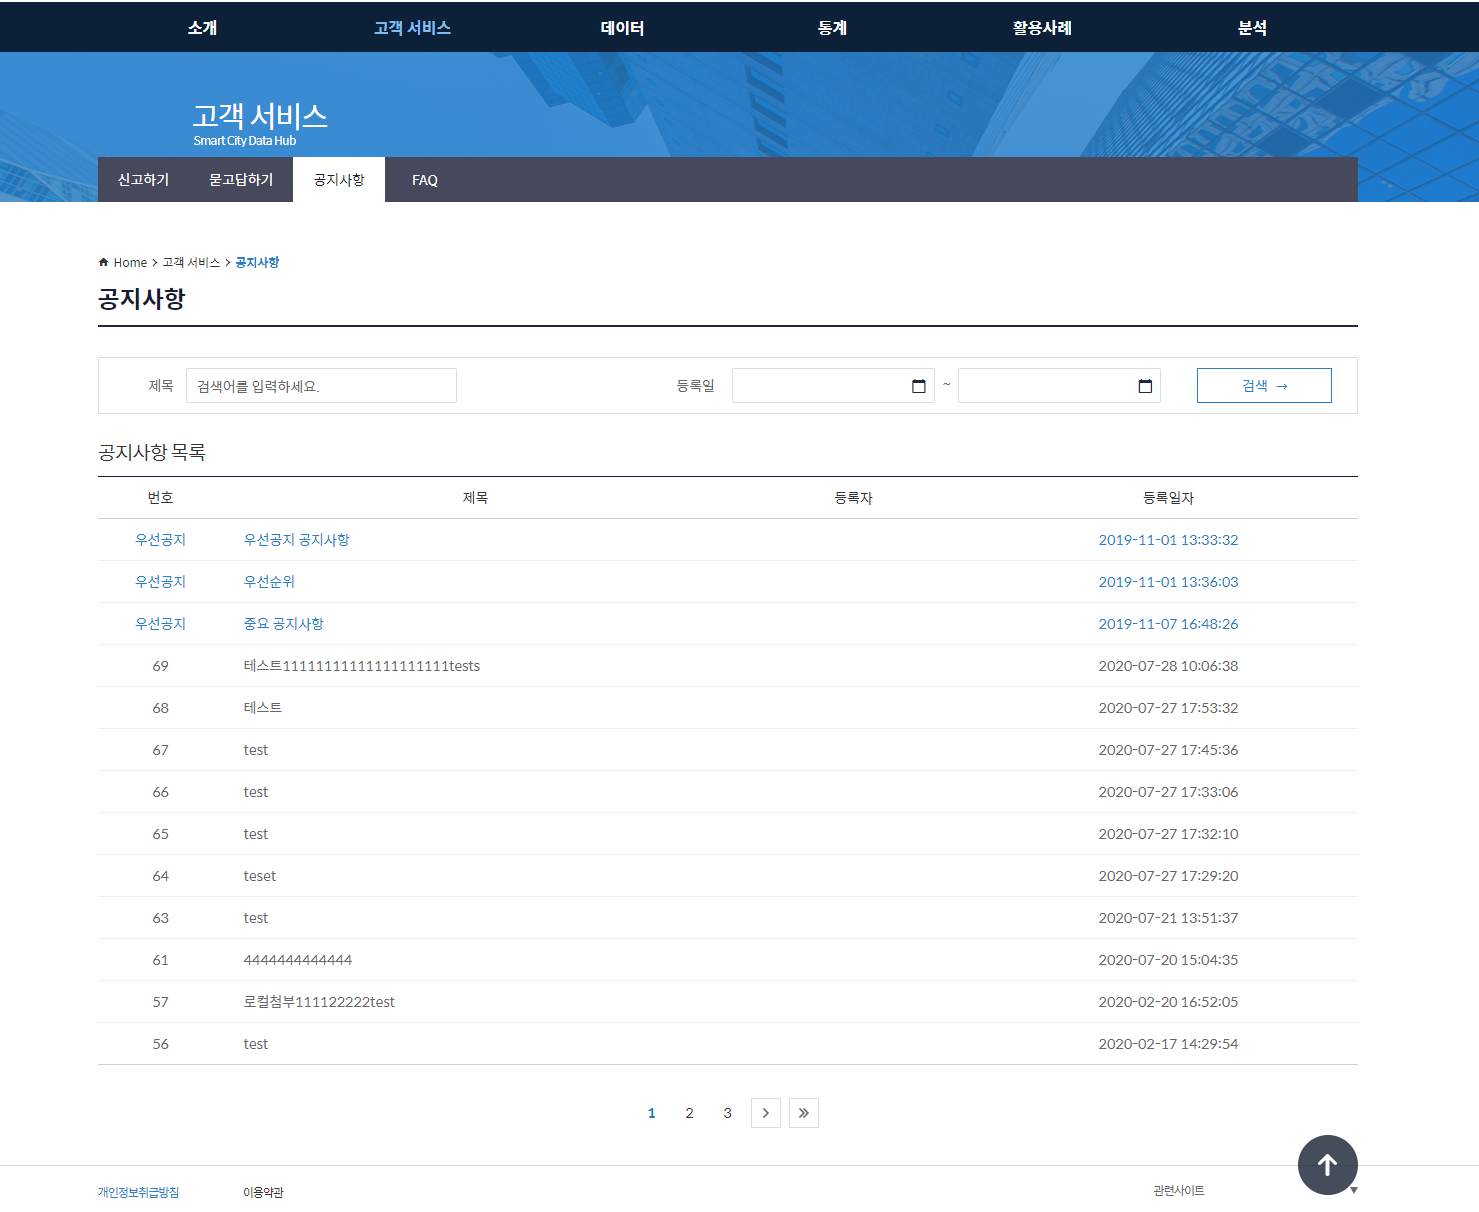 소개 고객 서비스 데이터 통계 활용사례 분석
고객 서비스
Smart City Data Hub
신고하기 묻고답하기 공지사항 FAQ
Home > 고객 서비스 > 공지사항
공지사항
제목 검색어를 입력하세요. 등록일 ~ 검색 →
공지사항 목록
번호 제목 등록자 등록일자
우선공지 우선공지 공지사항 2019-11-01 13:33:32
우선공지 우선순위 2019-11-01 13:36:03
우선공지 중요 공지사항 2019-11-07 16:48:26
69 테스트11111111111111111111tests 2020-07-28 10:06:38
68 테스트 2020-07-27 17:53:32
67 test 2020-07-27 17:45:36
66 test 2020-07-27 17:33:06
65 test 2020-07-27 17:32:10
64 teset 2020-07-27 17:29:20
63 test 2020-07-21 13:51:37
61 4444444444444 2020-07-20 15:04:35
57 로컬첨부111122222test 2020-02-20 16:52:05
56 test 2020-02-17 14:29:54
1 2 3 > »
개인정보취급방침 이용약관 관련사이트 ▼